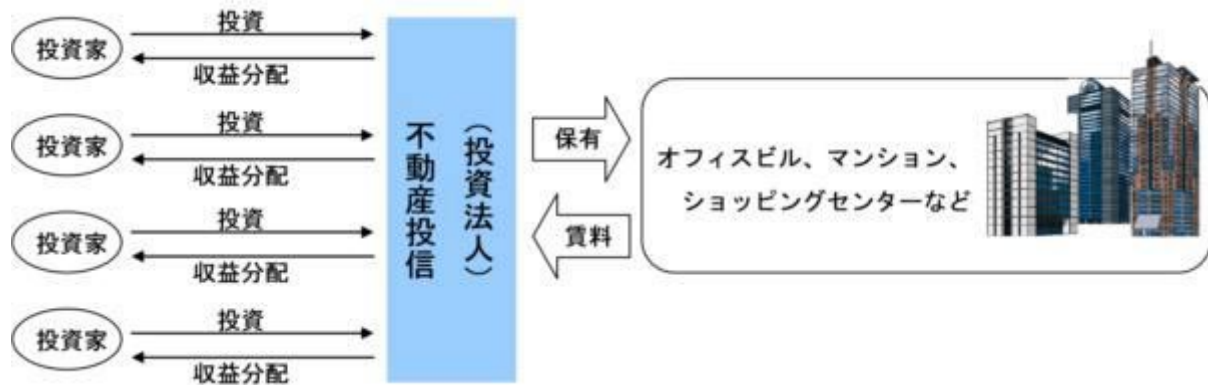 投資家
投資
収益分配
投資家
投資
収益分配
投資家
投資
収益分配
投資家
投資
収益分配
不動産投信
（投資法人）
保有
賃料
オフィスビル、マンション、
ショッピングセンターなど